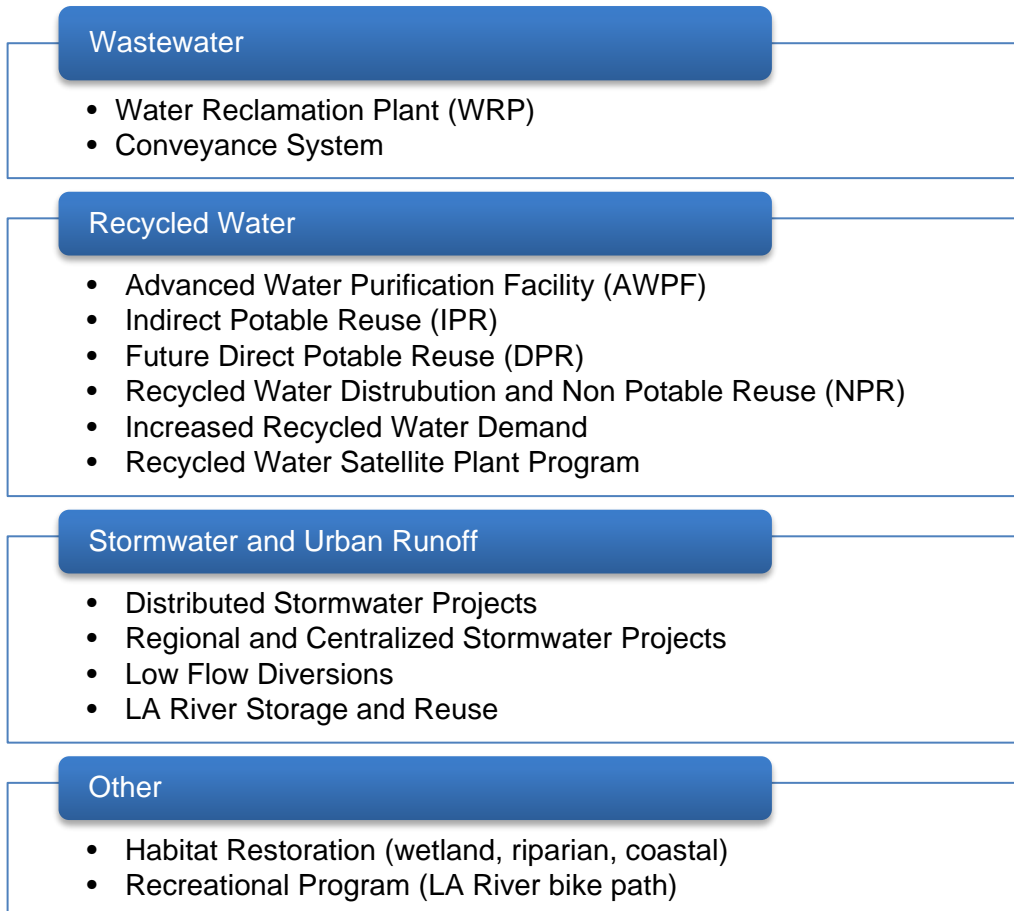 Wastewater
• Water Reclamation Plant (WRP)
• Conveyance System
Recycled Water
• Advanced Water Purification Facility (AWPF)
• Indirect Potable Reuse (IPR)
• Future Direct Potable Reuse (DPR)
• Recycled Water Distrubution and Non Potable Reuse (NPR)
• Increased Recycled Water Demand
• Recycled Water Satellite Plant Program
Stormwater and Urban Runoff
• Distributed Stormwater Projects
• Regional and Centralized Stormwater Projects
• Low Flow Diversions
• LA River Storage and Reuse
Other
• Habitat Restoration (wetland, riparian, coastal)
• Recreational Program (LA River bike path)